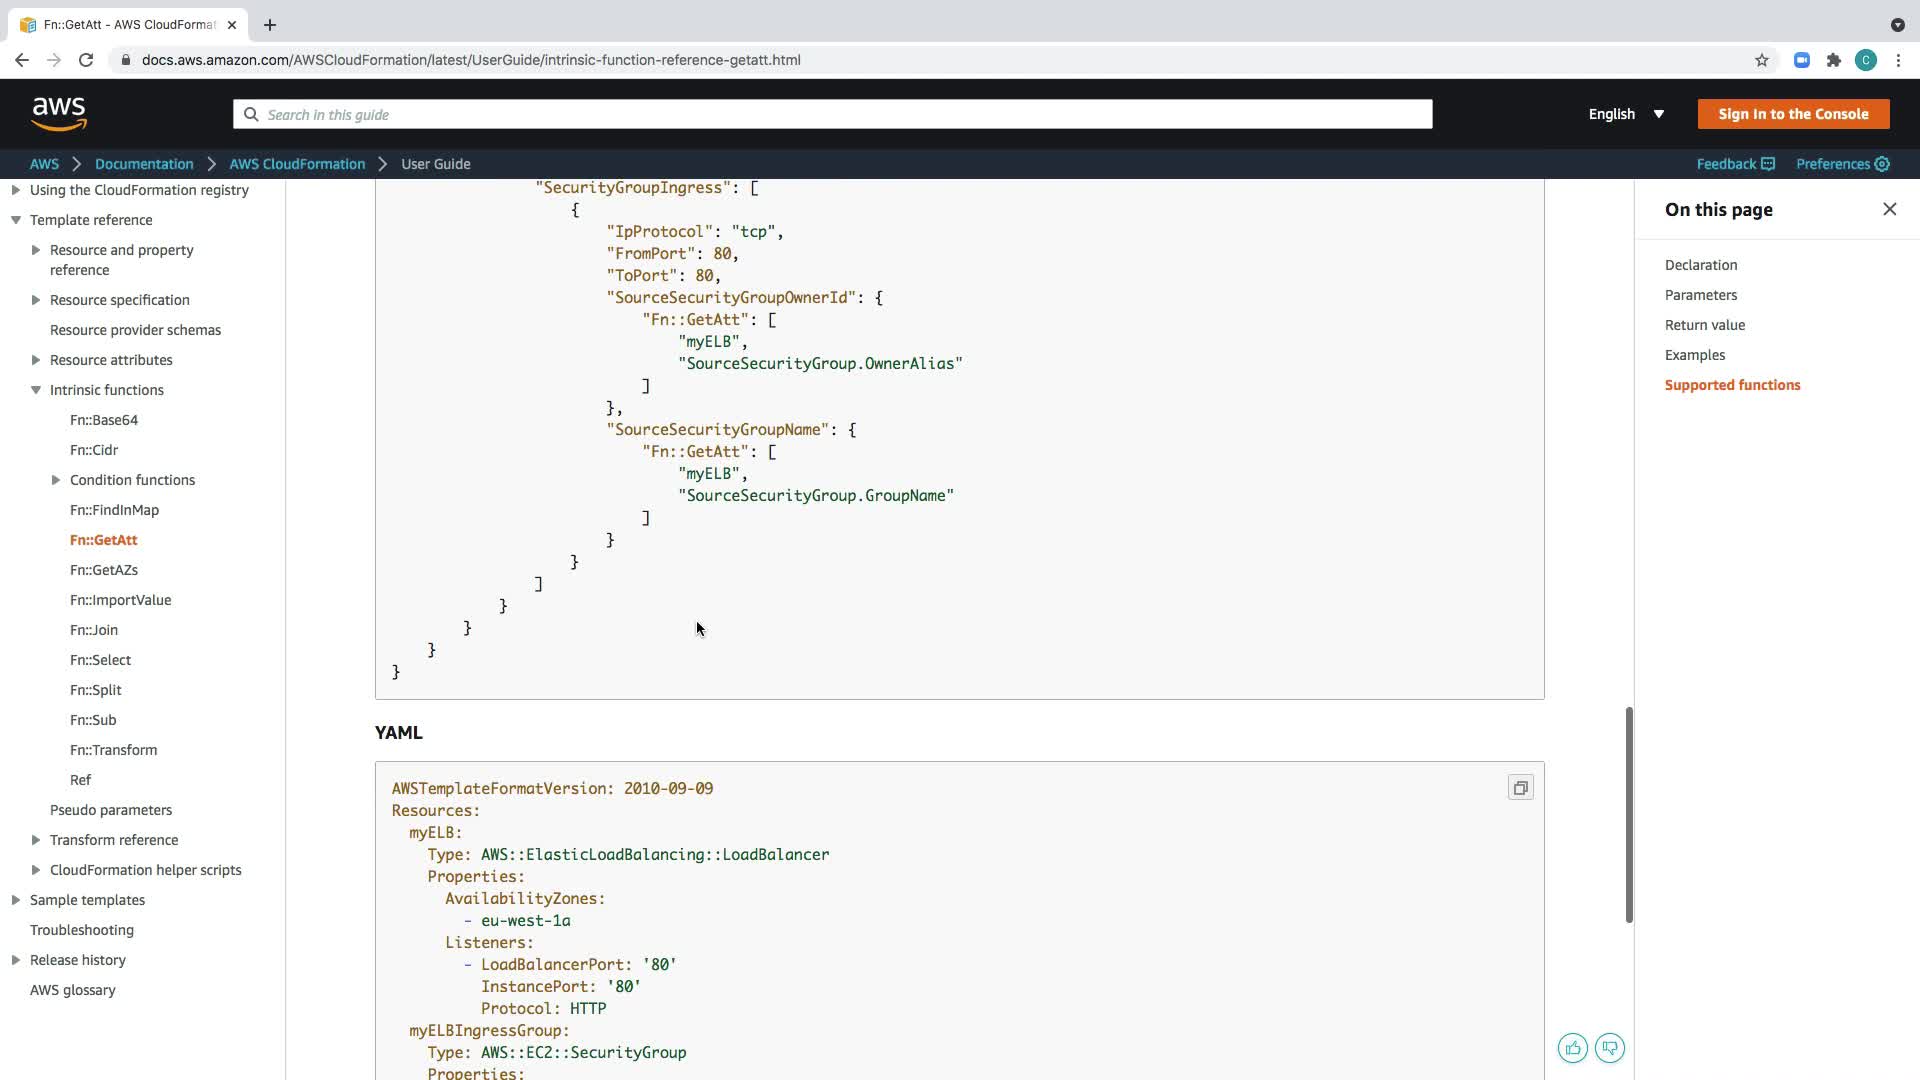 Fn::GetAtt - AWS CloudFormat
docs.aws.amazon.com/AWSCloudFormation/latest/UserGuide/intrinsic-function-reference-getatt.html
C
aws
Search in this guide
English
Sign In to the Console
AWS
Documentation
AWS CloudFormation
User Guide
Feedback
Preferences
Using the CloudFormation registry
Template reference
Resource and property
reference
Resource specification
Resource provider schemas
Resource attributes
Intrinsic functions
Fn::Base64
Fn::Cidr
Condition functions
Fn::FindInMap
Fn::GetAtt
Fn::GetAZs
Fn::ImportValue
Fn::Join
Fn::Select
Fn::Split
Fn::Sub
Fn::Transform
Ref
Pseudo parameters
Transform reference
CloudFormation helper scripts
Sample templates
Troubleshooting
Release history
AWS glossary
"SecurityGroupIngress": [
{
"IpProtocol": "tcp",
"FromPort": 80,
"ToPort": 80,
"SourceSecurityGroupOwnerId": {
"Fn::GetAtt": [
"myELB",
"SourceSecurityGroup.OwnerAlias"
]
},
"SourceSecurityGroupName": {
"Fn::GetAtt": [
"myELB",
"SourceSecurityGroup.GroupName"
]
}
}
]
}
}
}
}
YAML
AWSTemplateFormatVersion: 2010-09-09
Resources:
myELB:
Type: AWS::ElasticLoadBalancing::LoadBalancer
Properties:
AvailabilityZones:
- eu-west-1a
Listeners:
- LoadBalancerPort: '80'
InstancePort: '80'
Protocol: HTTP
myELBIngressGroup:
Type: AWS::EC2::SecurityGroup
Properties:
On this page
Declaration
Parameters
Return value
Examples
Supported functions